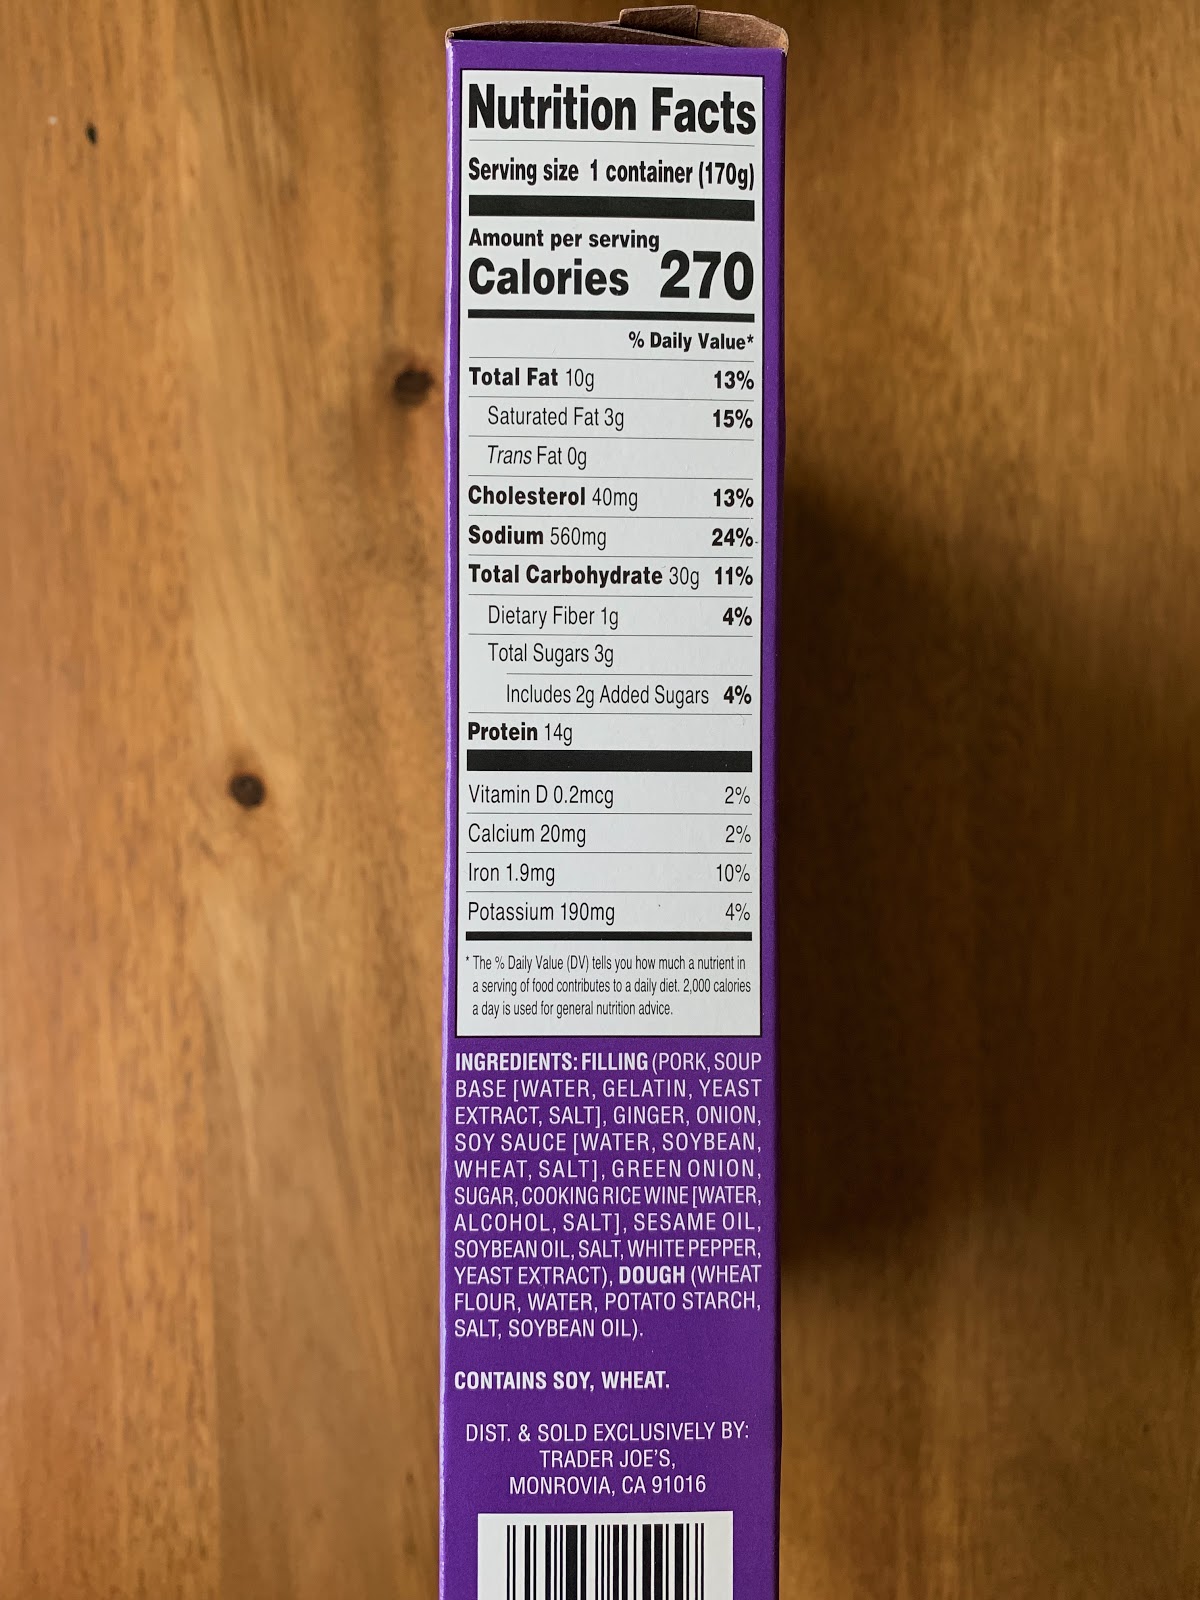 Nutrition Facts
Serving size 1 container (170g)
Amount per serving
Calories 270
% Daily Value*
Total Fat 10g 13%
Saturated Fat 3g 15%
Trans Fat 0g
Cholesterol 40mg 13%
Sodium 560mg 24%
Total Carbohydrate 30g 11%
Dietary Fiber 1g 4%
Total Sugars 3g
Includes 2g Added Sugars 4%
Protein 14g
Vitamin D 0.2mcg 2%
Calcium 20mg 2%
Iron 1.9mg 10%
Potassium 190mg 4%
* The % Daily Value (DV) tells you how much a nutrient in
a serving of food contributes to a daily diet. 2,000 calories
a day is used for general nutrition advice.
INGREDIENTS: FILLING (PORK, SOUP
BASE [WATER, GELATIN, YEAST
EXTRACT, SALT], GINGER, ONION,
SOY SAUCE [WATER, SOYBEAN,
WHEAT, SALT], GREEN ONION,
SUGAR, COOKING RICE WINE [WATER,
ALCOHOL, SALT], SESAME OIL,
SOYBEAN OIL, SALT, WHITE PEPPER,
YEAST EXTRACT), DOUGH (WHEAT
FLOUR, WATER, POTATO STARCH,
SALT, SOYBEAN OIL).
CONTAINS SOY, WHEAT.
DIST. & SOLD EXCLUSIVELY BY:
TRADER JOE'S,
MONROVIA, CA 91016